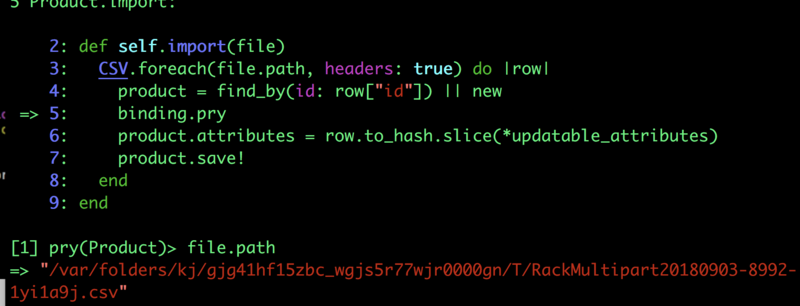 5 Product.import:
2: def self.import(file)
3: CSV.foreach(file.path, headers: true) do |row|
4: product = find_by(id: row["id"]) || new
=> 5: binding.pry
6: product.attributes = row.to_hash.slice(*updatable_attributes)
7: product.save!
8: end
9: end
[1] pry(Product)> file.path
=> "/var/folders/kj/gjg41hf15zbc_wgjs5r77wjr0000gn/T/RackMultipart20180903-8992-
1yi1a9j.csv"